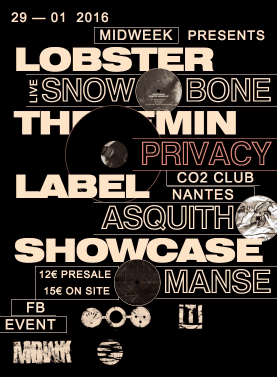 29 — 01 2016
MIDWEEK PRESENTS
LOBSTER
LIVE SNOW BONE
THEREMIN
PRIVACY
LABEL
CO2 CLUB
NANTES
ASQUITH
SHOWCASE
12€ PRESALE
15€ ON SITE
MANSE
FB
EVENT